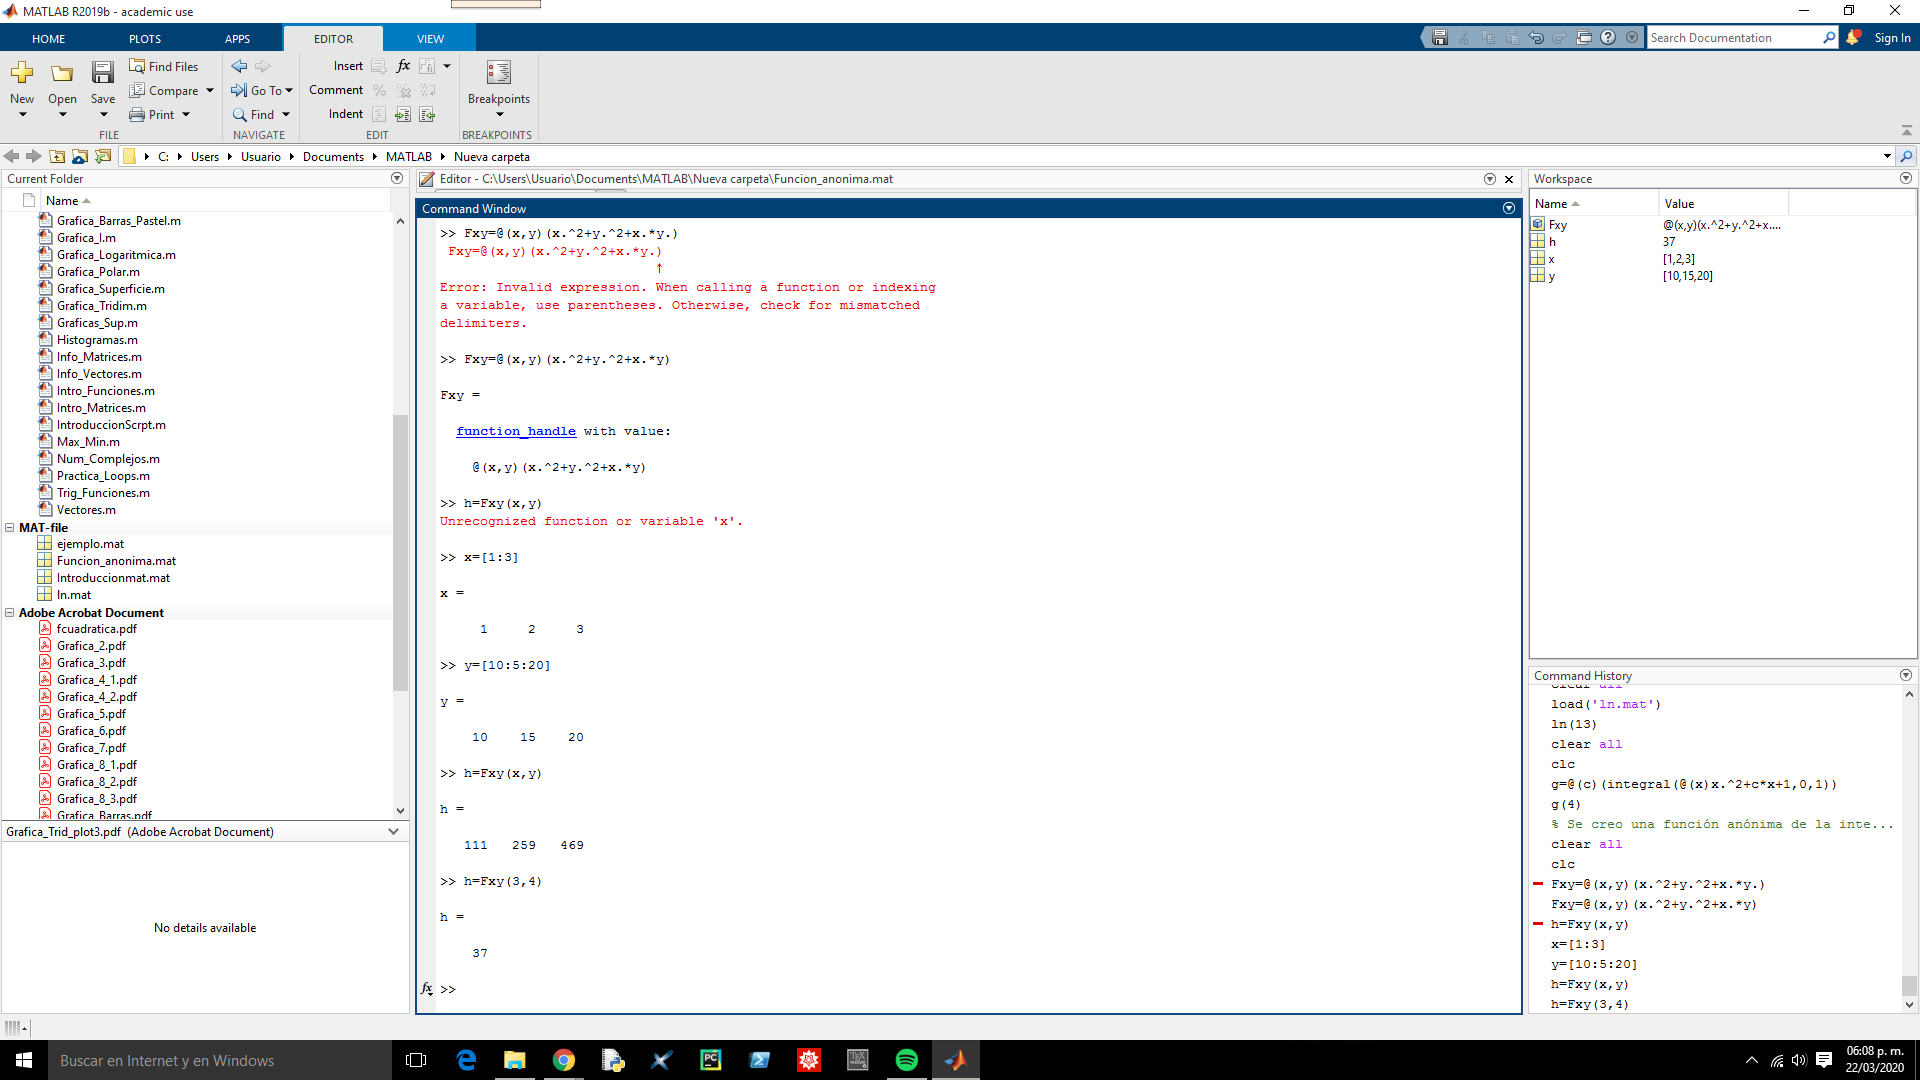 MATLAB R2019b - academic use
HOME PLOTS APPS EDITOR VIEW
Search Documentation
Sign In
New
Open
Save
Find Files
Compare
Print
FILE
Go To
Find
NAVIGATE
Insert
Comment
Indent
EDIT
Breakpoints
BREAKPOINTS
C: Users Usuario Documents MATLAB Nueva carpeta
Current Folder
Name
Grafica_Barras_Pastel.m
Grafica_l.m
Grafica_Logaritmica.m
Grafica_Polar.m
Grafica_Superficie.m
Grafica_Tridim.m
Graficas_Sup.m
Histogramas.m
Info_Matrices.m
Info_Vectores.m
Intro_Funciones.m
Intro_Matrices.m
IntroduccionScrpt.m
Max_Min.m
Num_Complejos.m
Practica_Loops.m
Trig_Funciones.m
Vectores.m
MAT-file
ejemplo.mat
Funcion_anonima.mat
Introduccionmat.mat
ln.mat
Adobe Acrobat Document
fcuadratica.pdf
Grafica_2.pdf
Grafica_3.pdf
Grafica_4_1.pdf
Grafica_4_2.pdf
Grafica_5.pdf
Grafica_6.pdf
Grafica_7.pdf
Grafica_8_1.pdf
Grafica_8_2.pdf
Grafica_8_3.pdf
Grafica_Barras.pdf
Grafica_Trid_plot3.pdf (Adobe Acrobat Document)
No details available
Editor - C:\Users\Usuario\Documents\MATLAB\Nueva carpeta\Funcion_anonima.mat
Command Window
>> Fxy=@(x,y)(x.^2+y.^2+x.*y.)
Fxy=@(x,y)(x.^2+y.^2+x.*y.)
↑
Error: Invalid expression. When calling a function or indexing
a variable, use parentheses. Otherwise, check for mismatched
delimiters.
>> Fxy=@(x,y)(x.^2+y.^2+x.*y)
Fxy =
function_handle with value:
@(x,y)(x.^2+y.^2+x.*y)
>> h=Fxy(x,y)
Unrecognized function or variable 'x'.
>> x=[1:3]
x =
1 2 3
>> y=[10:5:20]
y =
10 15 20
>> h=Fxy(x,y)
h =
111 259 469
>> h=Fxy(3,4)
h =
37
fx >>
Workspace
Name Value
Fxy @(x,y)(x.^2+y.^2+x....
h 37
x [1,2,3]
y [10,15,20]
Command History
clear all
load('ln.mat')
ln(13)
clear all
clc
g=@(c)(integral(@(x)x.^2+c*x+1,0,1))
g(4)
% Se creo una función anónima de la inte...
clear all
clc
Fxy=@(x,y)(x.^2+y.^2+x.*y.)
Fxy=@(x,y)(x.^2+y.^2+x.*y)
h=Fxy(x,y)
x=[1:3]
y=[10:5:20]
h=Fxy(x,y)
h=Fxy(3,4)
Buscar en Internet y en Windows
06:08 p. m.
22/03/2020